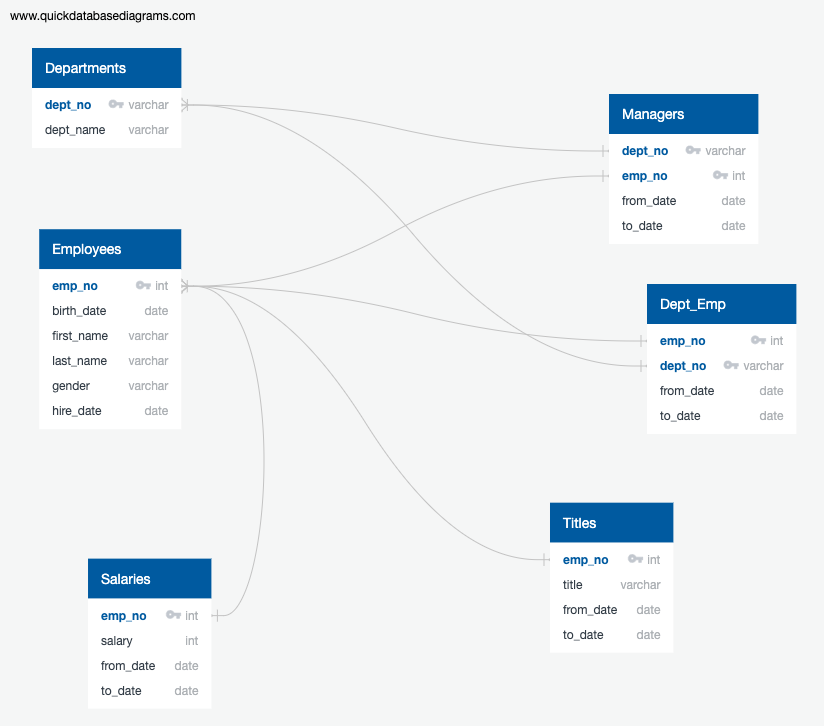 www.quickdatabasediagrams.com
Departments
dept_no varchar
dept_name varchar
Managers
dept_no varchar
emp_no int
from_date date
to_date date
Employees
emp_no int
birth_date date
first_name varchar
last_name varchar
gender varchar
hire_date date
Dept_Emp
emp_no int
dept_no varchar
from_date date
to_date date
Titles
emp_no int
title varchar
from_date date
to_date date
Salaries
emp_no int
salary int
from_date date
to_date date